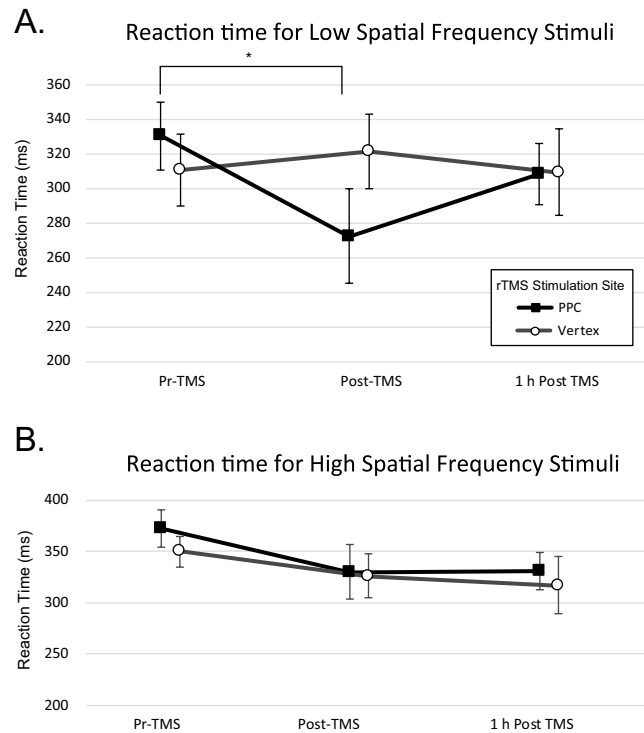 A.
Reaction time for Low Spatial Frequency Stimuli
*
360
340
320
300
280
260
240
220
200
Reaction Time (ms)
rTMS Stimulation Site
PPC
Vertex
Pr-TMS
Post-TMS
1 h Post TMS
B.
Reaction time for High Spatial Frequency Stimuli
400
350
300
250
200
Reaction Time (ms)
Pr-TMS
Post-TMS
1 h Post TMS